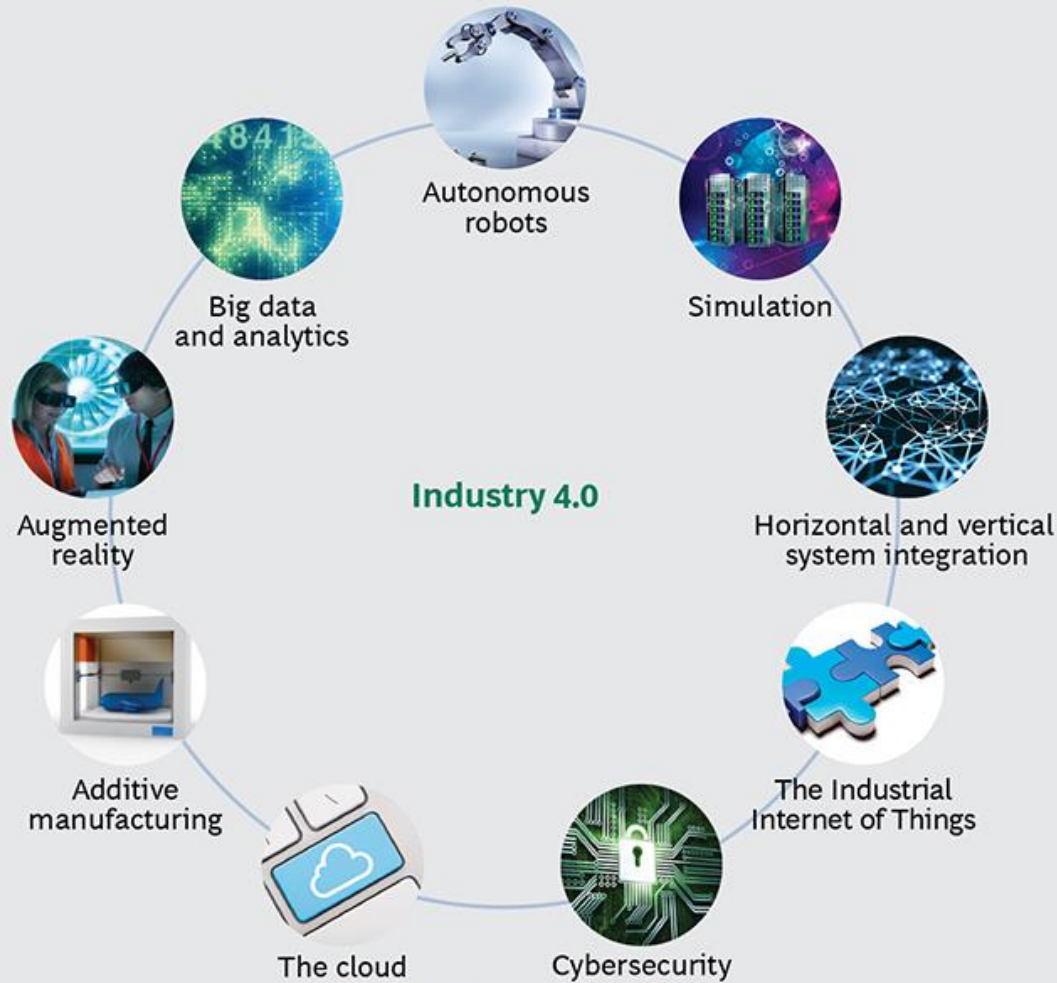 Autonomous
robots
Simulation
Horizontal and vertical
system integration
The Industrial
Internet of Things
Cybersecurity
The cloud
Additive
manufacturing
Augmented
reality
Big data
and analytics
Industry 4.0